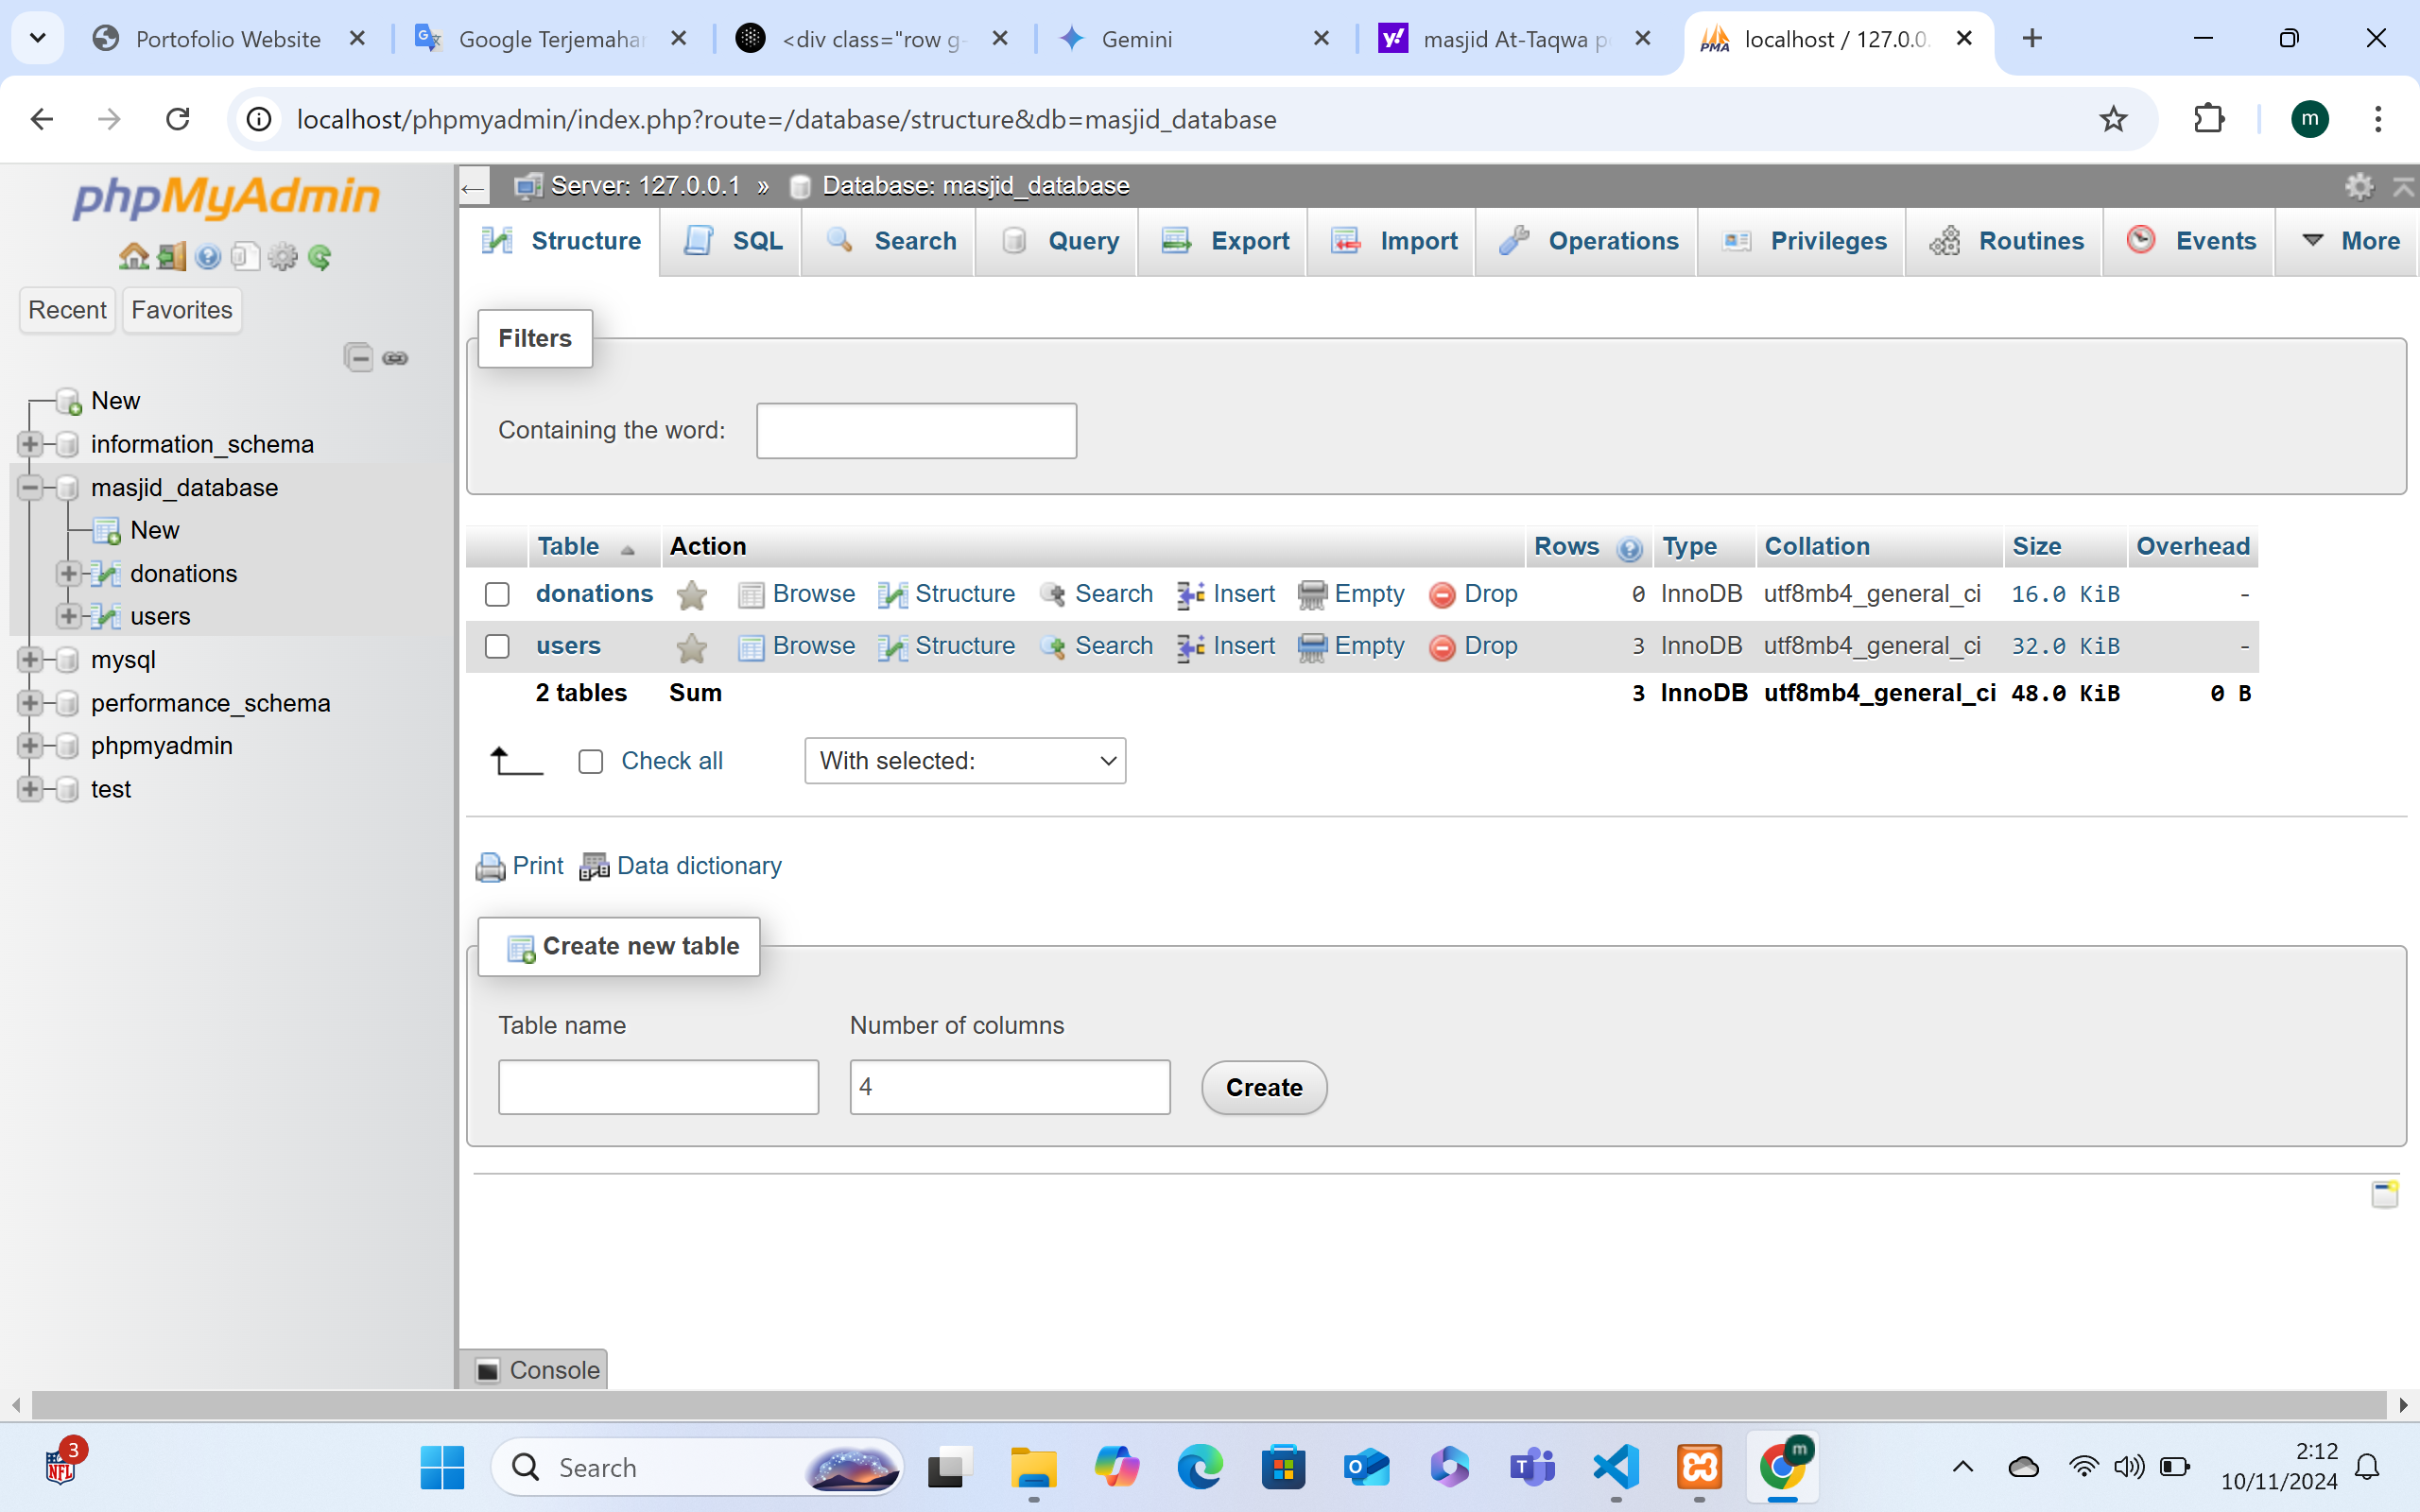 Portofolio Website
Google Terjemahan
<div class="row g-
Gemini
masjid At-Taqwa p
localhost / 127.0.0.
localhost/phpmyadmin/index.php?route=/database/structure&db=masjid_database
m
phpMyAdmin
Recent
Favorites
New
information_schema
masjid_database
New
donations
users
mysql
performance_schema
phpmyadmin
test
Server: 127.0.0.1 » Database: masjid_database
Structure SQL Search Query Export Import Operations Privileges Routines Events More
Filters
Containing the word:
Table Action Rows Type Collation Size Overhead
donations Browse Structure Search Insert Empty Drop 0 InnoDB utf8mb4_general_ci 16.0 KiB -
users Browse Structure Search Insert Empty Drop 3 InnoDB utf8mb4_general_ci 32.0 KiB -
2 tables Sum 3 InnoDB utf8mb4_general_ci 48.0 KiB 0 B
Check all With selected:
Print Data dictionary
Create new table
Table name Number of columns
4 Create
Console
3
NFL
Search
m
2:12
10/11/2024